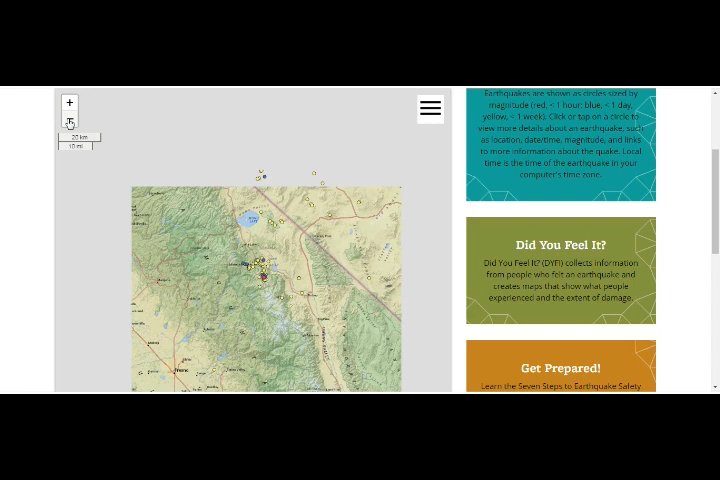 +
20 km
10 mi
Fresno
Earthquakes are shown as circles sized by
magnitude (red, < 1 hour; blue, < 1 day,
yellow, < 1 week). Click or tap on a circle to
view more details about an earthquake, such
as location, date/time, magnitude, and links
to more information about the quake. Local
time is the time of the earthquake in your
computer's time zone.
Did You Feel It?
Did You Feel It? (DYFI) collects information
from people who felt an earthquake and
creates maps that show what people
experienced and the extent of damage.
Get Prepared!
Learn the Seven Steps to Earthquake Safety